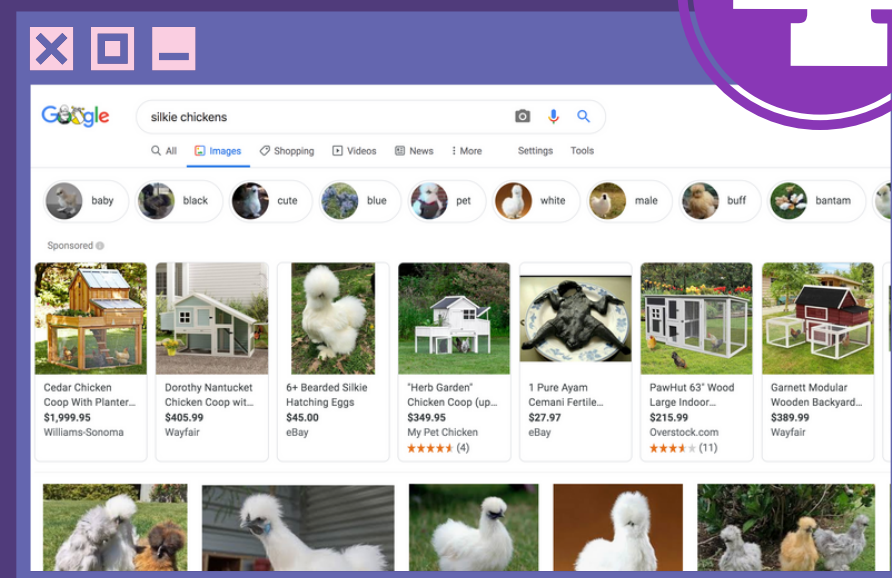 Google
silkie chickens
All Images Shopping Videos News More Settings Tools
baby black cute blue pet white male buff bantam
Sponsored
Cedar Chicken
Coop With Planter...
$1,999.95
Williams-Sonoma
Dorothy Nantucket
Chicken Coop wit...
$405.99
Wayfair
6+ Bearded Silkie
Hatching Eggs
$45.00
eBay
"Herb Garden"
Chicken Coop (up...
$349.95
My Pet Chicken
(4)
1 Pure Ayam
Cemani Fertile...
$27.97
eBay
PawHut 63" Wood
Large Indoor...
$215.99
Overstock.com
(11)
Garnett Modular
Wooden Backyard...
$389.99
Wayfair